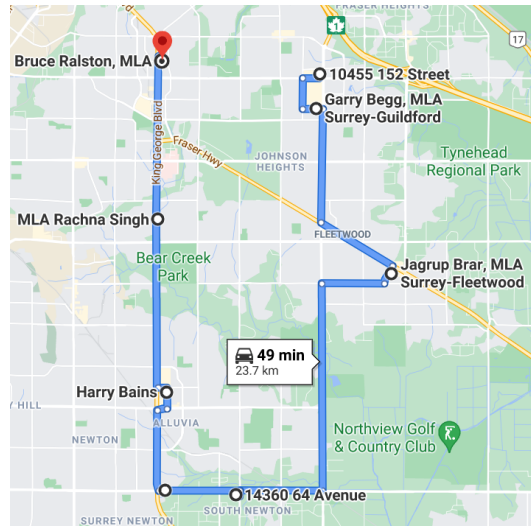 FRASER HEIGHTS
1
17
Bruce Ralston, MLA
10455 152 Street
Garry Begg, MLA
Surrey-Guildford
King George Blvd
Fraser Hwy
JOHNSON
HEIGHTS
Tynehead
Regional Park
MLA Rachna Singh
FLEETWOOD
Bear Creek
Park
Jagrup Brar, MLA
Surrey-Fleetwood
49 min
23.7 km
Harry Bains
Y HILL
ALLUVIA
NEWTON
Northview Golf
& Country Club
14360 64 Avenue
SOUTH NEWTON
SURREY NEWTON